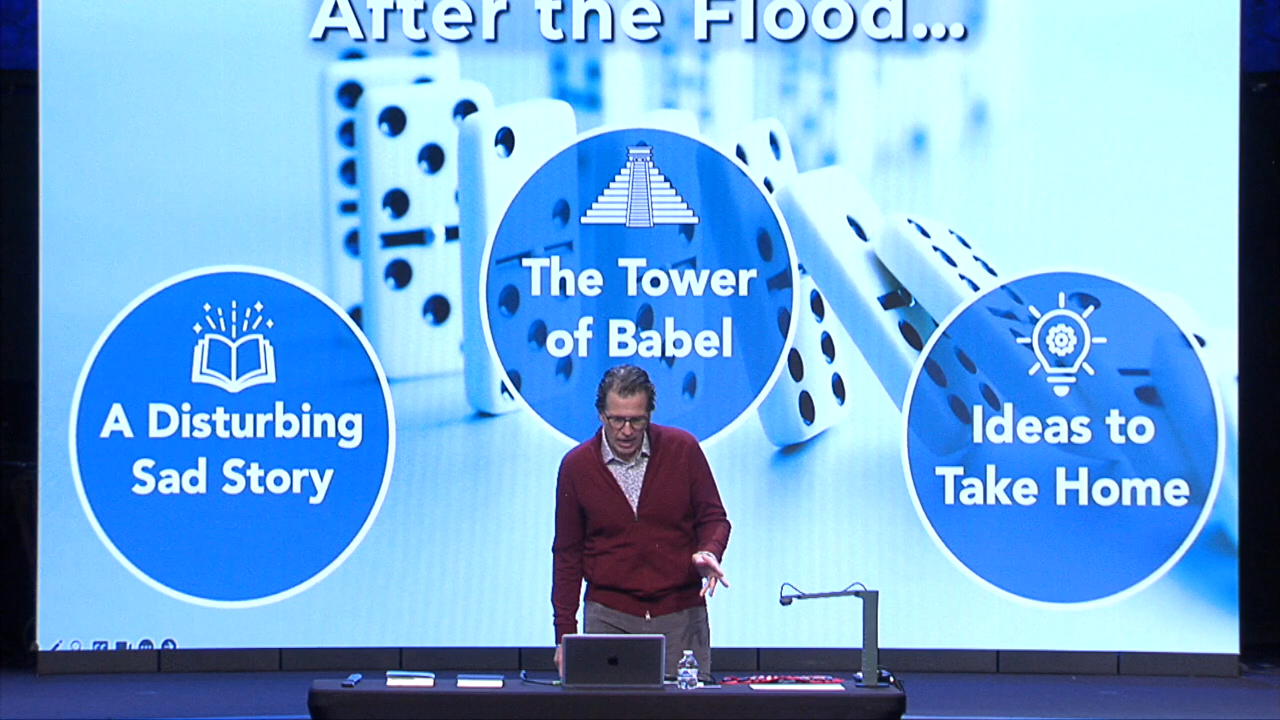 After the Flood...
A Disturbing
Sad Story
The Tower
of Babel
Ideas to
Take Home